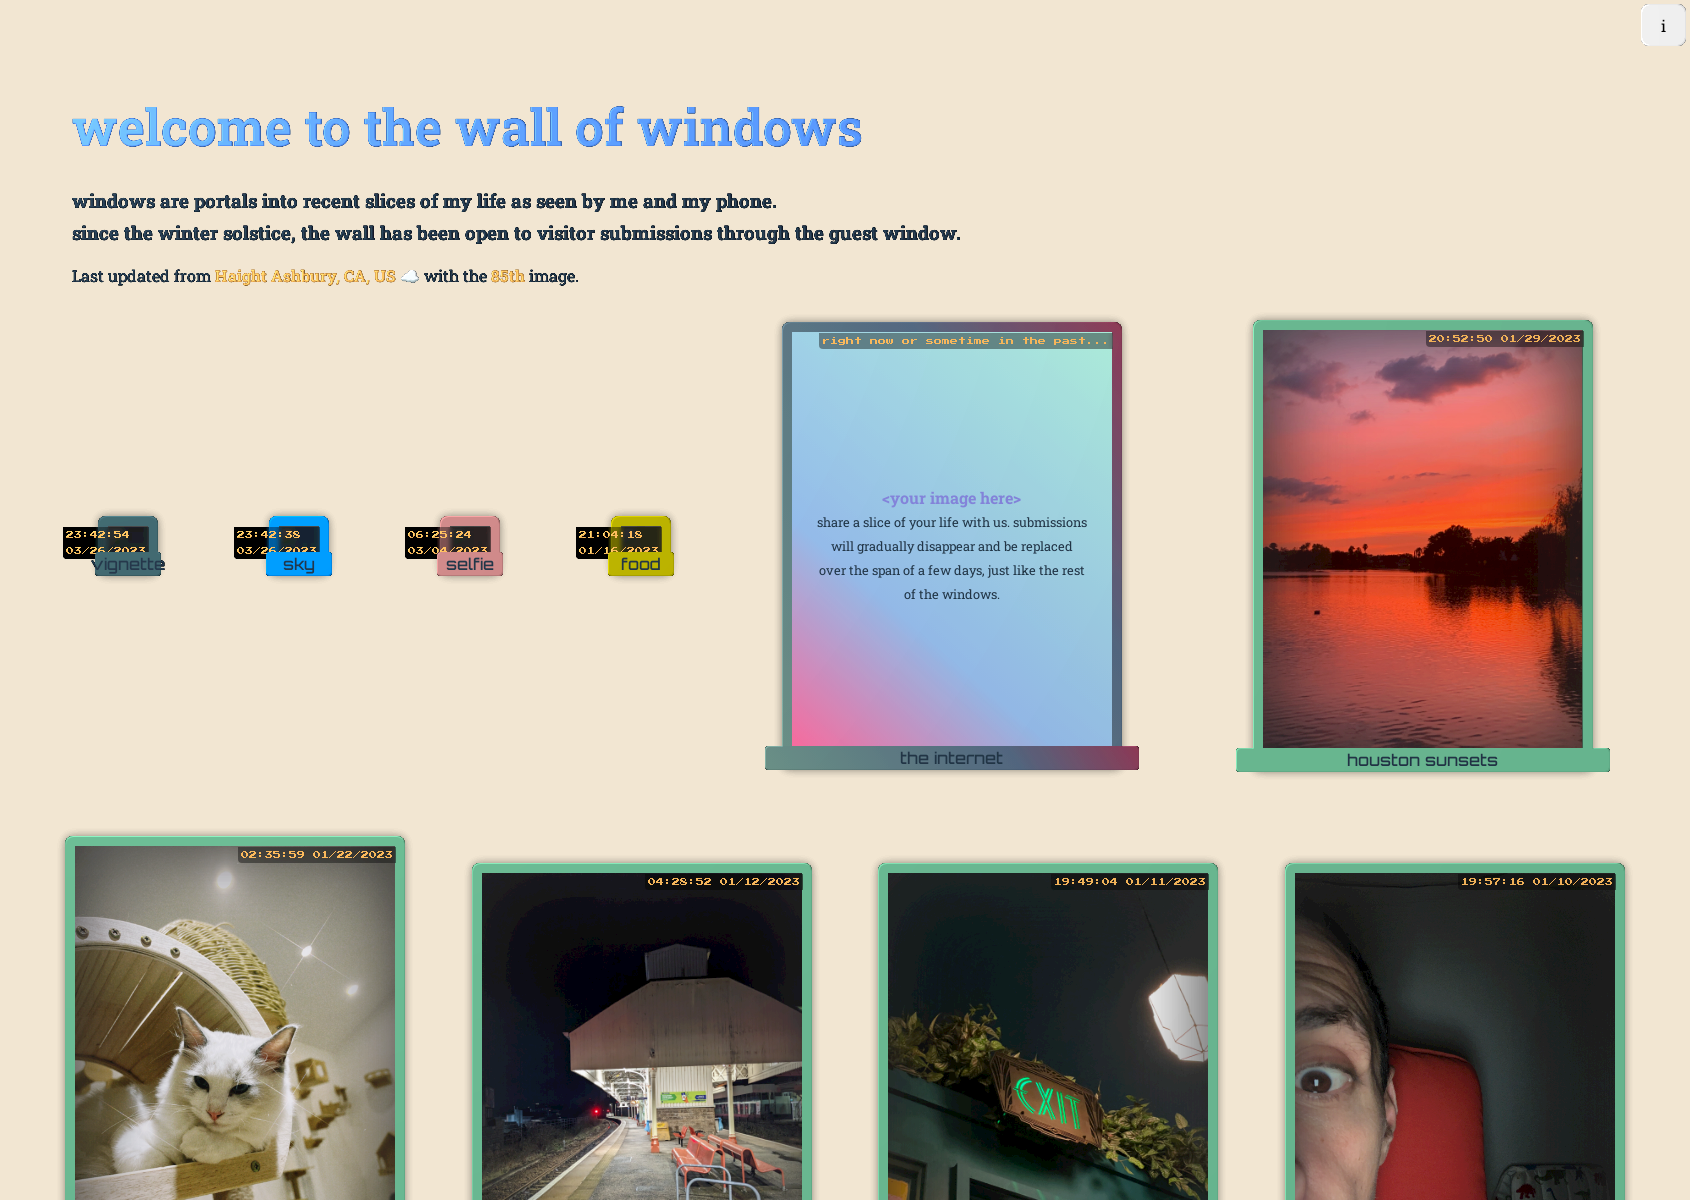 i
welcome to the wall of windows
windows are portals into recent slices of my life as seen by me and my phone.
since the winter solstice, the wall has been open to visitor submissions through the guest window.
Last updated from Haight Ashbury, CA, US ☁️ with the 85th image.
23:42:54
03/26/2023
vignette
23:42:38
03/26/2023
sky
06:25:24
03/04/2023
selfie
21:04:18
01/16/2023
food
right now or sometime in the past...
<your image here>
share a slice of your life with us. submissions
will gradually disappear and be replaced
over the span of a few days, just like the rest
of the windows.
the internet
20:52:50 01/29/2023
houston sunsets
02:35:59 01/22/2023
04:28:52 01/12/2023
19:49:04 01/11/2023
EXIT
19:57:16 01/10/2023